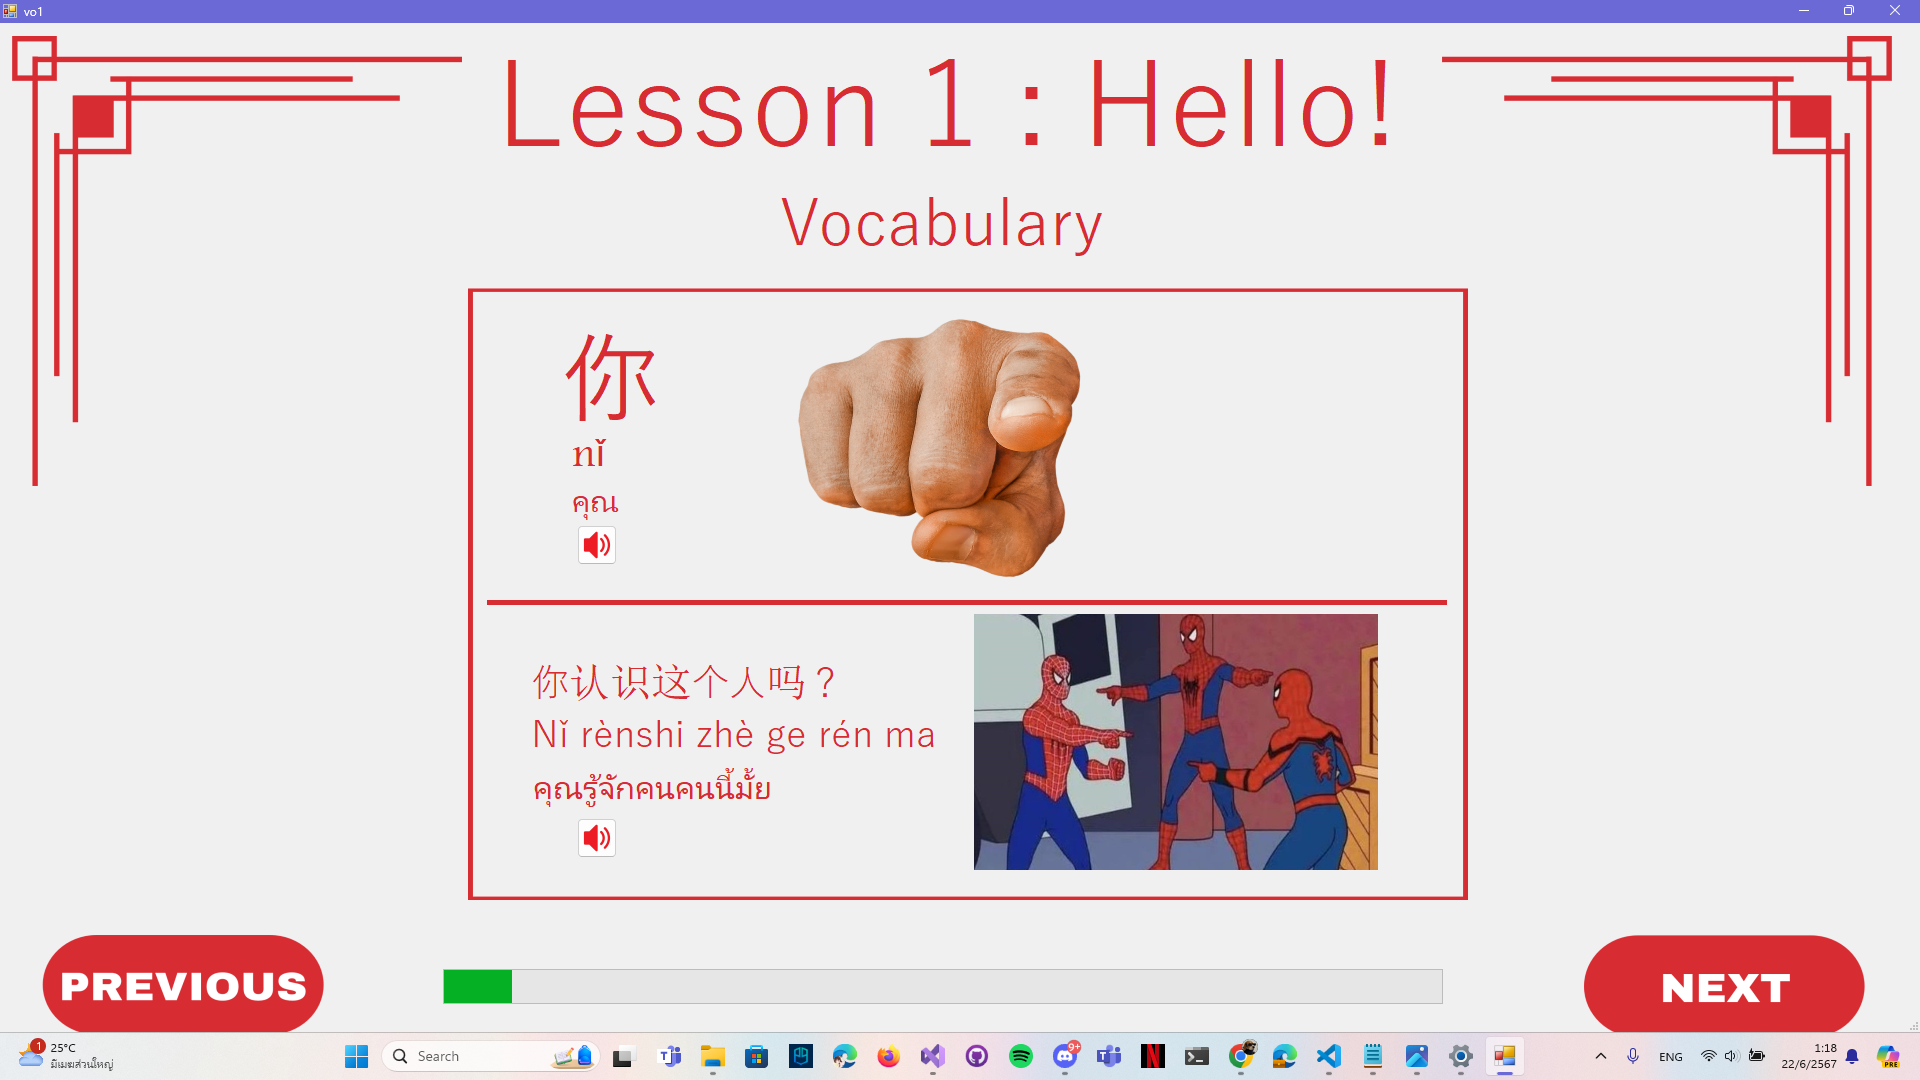 vo1
Lesson 1 : Hello!
Vocabulary
你
nǐ
คุณ
你认识这个人吗？
Nǐ rènshi zhè ge rén ma
คุณรู้จักคนคนนี้มั้ย
PREVIOUS
NEXT
1
25°C
มีเมฆส่วนใหญ่
Search
9+
N
ENG
1:18
22/6/2567
PRE